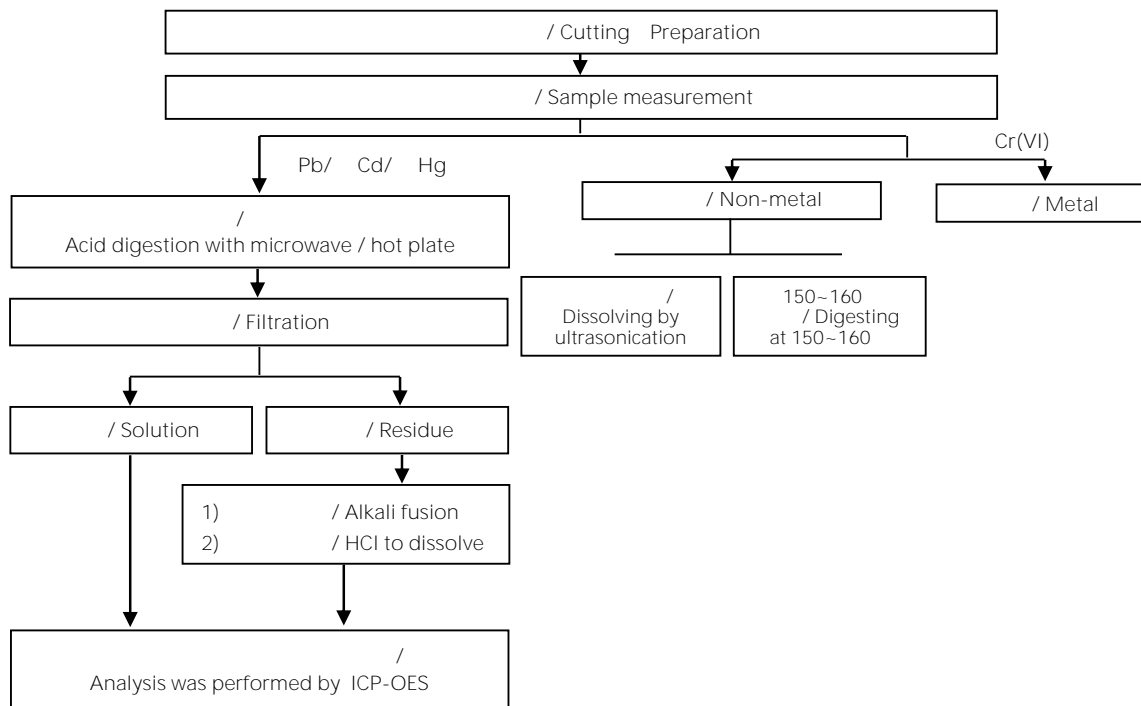 / Cutting Preparation
/ Sample measurement
Cr(VI)
Pb/ Cd/ Hg
/ Non-metal
/ Metal
/
Acid digestion with microwave / hot plate
/
Dissolving by
ultrasonication
150~160
/ Digesting
at 150~160
/ Filtration
/ Solution
/ Residue
1) / Alkali fusion
2) / HCl to dissolve
/
Analysis was performed by ICP-OES